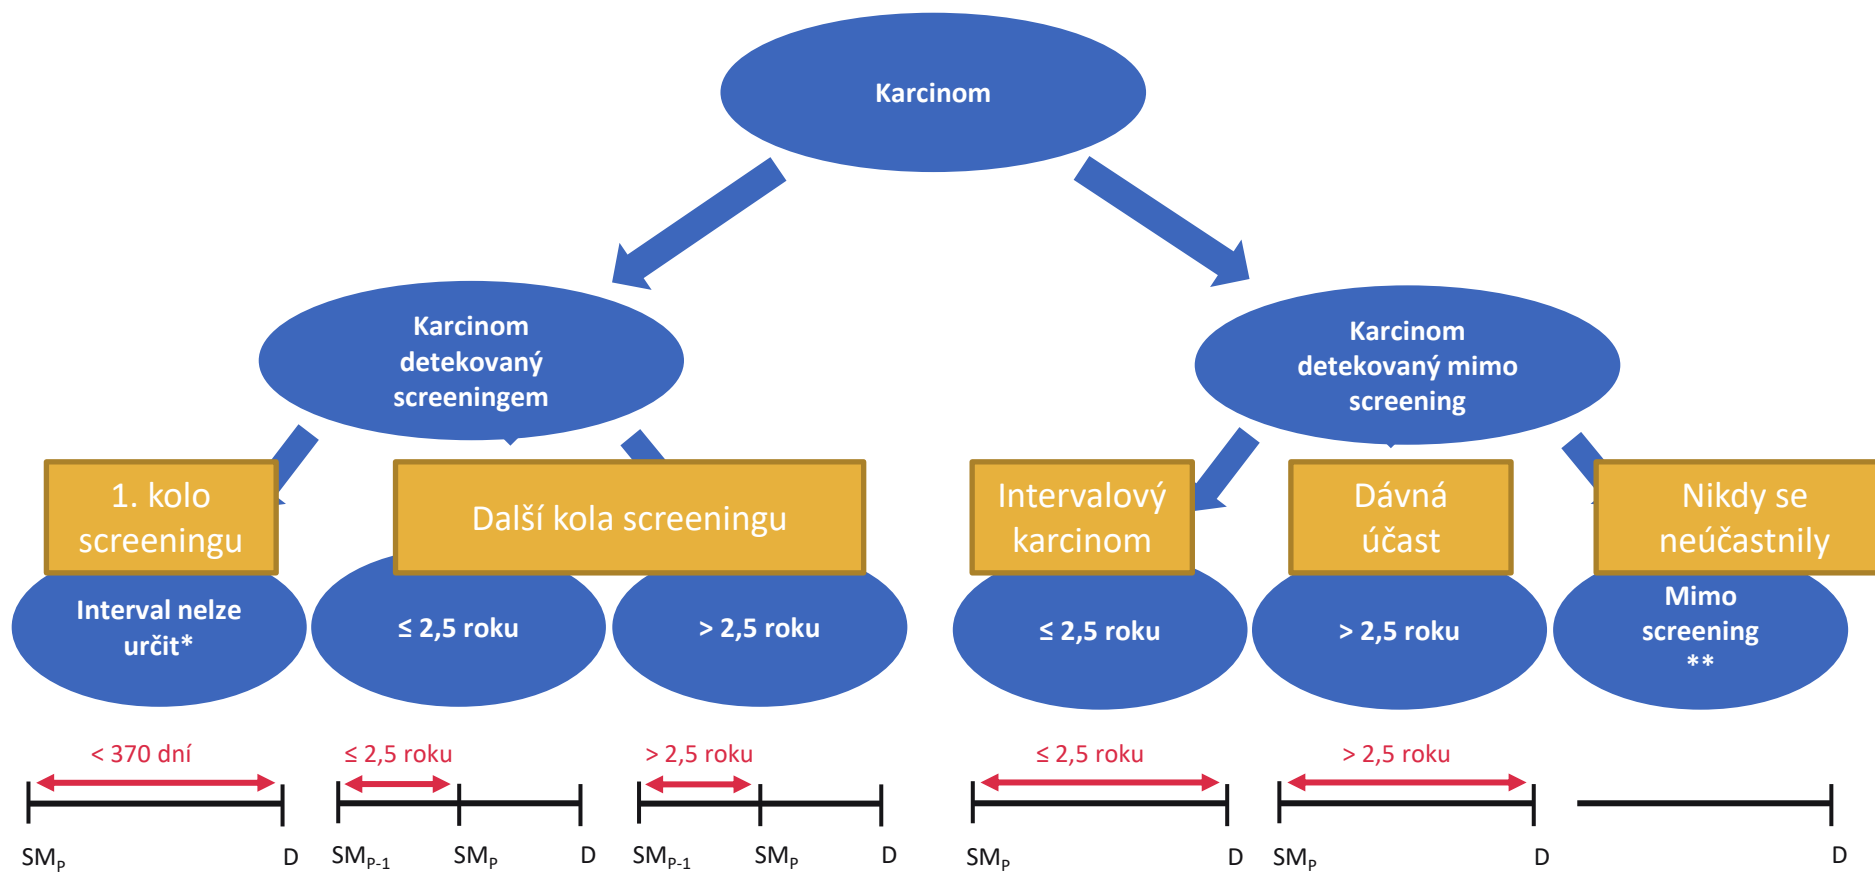 Karcinom
Karcinom
detekovaný
screeningem
Karcinom
detekovaný mimo
screening
1. kolo
screeningu
Další kola screeningu
Intervalový
karcinom
Dávná
účast
Nikdy se
neúčastnily
Interval nelze
určit*
≤ 2,5 roku
> 2,5 roku
≤ 2,5 roku
> 2,5 roku
Mimo
screening
**
< 370 dní
≤ 2,5 roku
> 2,5 roku
≤ 2,5 roku
> 2,5 roku
SMP D
SMP-1 SMP D
SMP-1 SMP D
SMP D
SMP D
D